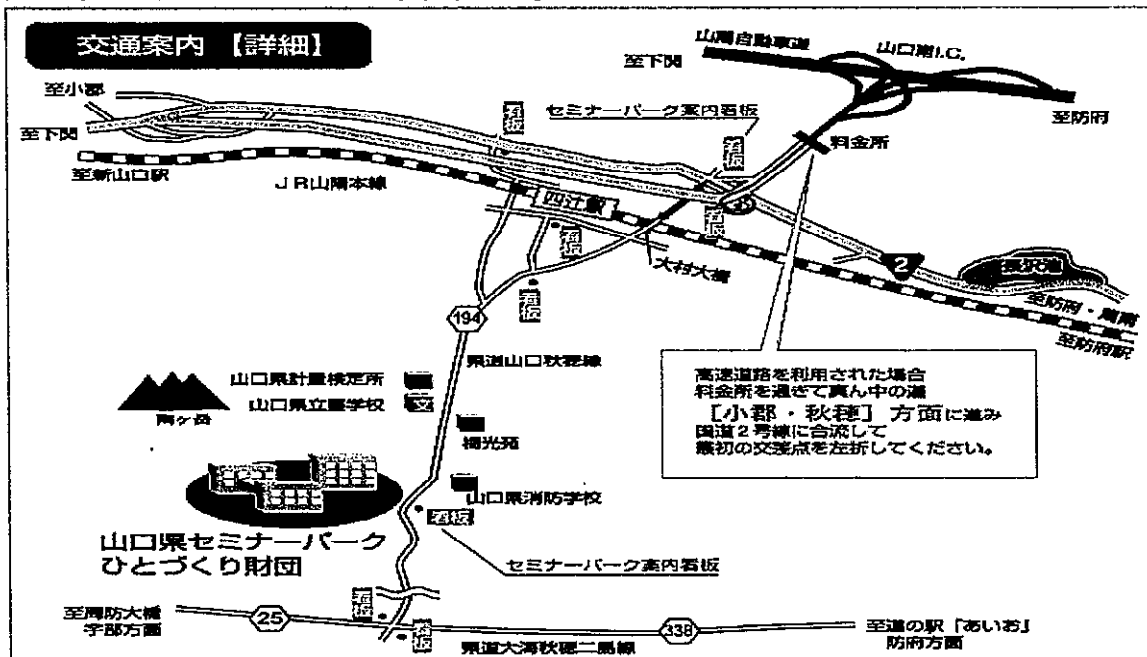 交通案内 【詳細】
山陽自動車道
山口南I.C.
至下関
至防府
至小郡
至下関
セミナーパーク案内看板
看板
看板
料金所
至新山口駅
JR山陽本線
四辻駅
看板
看板
大村大橋
2
長沢池
至防府・周南
至防府駅
看板
194
県道山口秋穂線
山口県計量検定所
山口県立聾学校
文
高速道路を利用された場合
料金所を過ぎて真ん中の道
[小郡・秋穂]方面に進み
国道2号線に合流して
最初の交差点を左折してください。
山口県消防学校
看板
山口県セミナーパーク
ひとづくり財団
セミナーパーク案内看板
至周防大橋
宇部方面
25
看板
看板
県道大海秋穂二島線
338
至道の駅「あいお」
防府方面